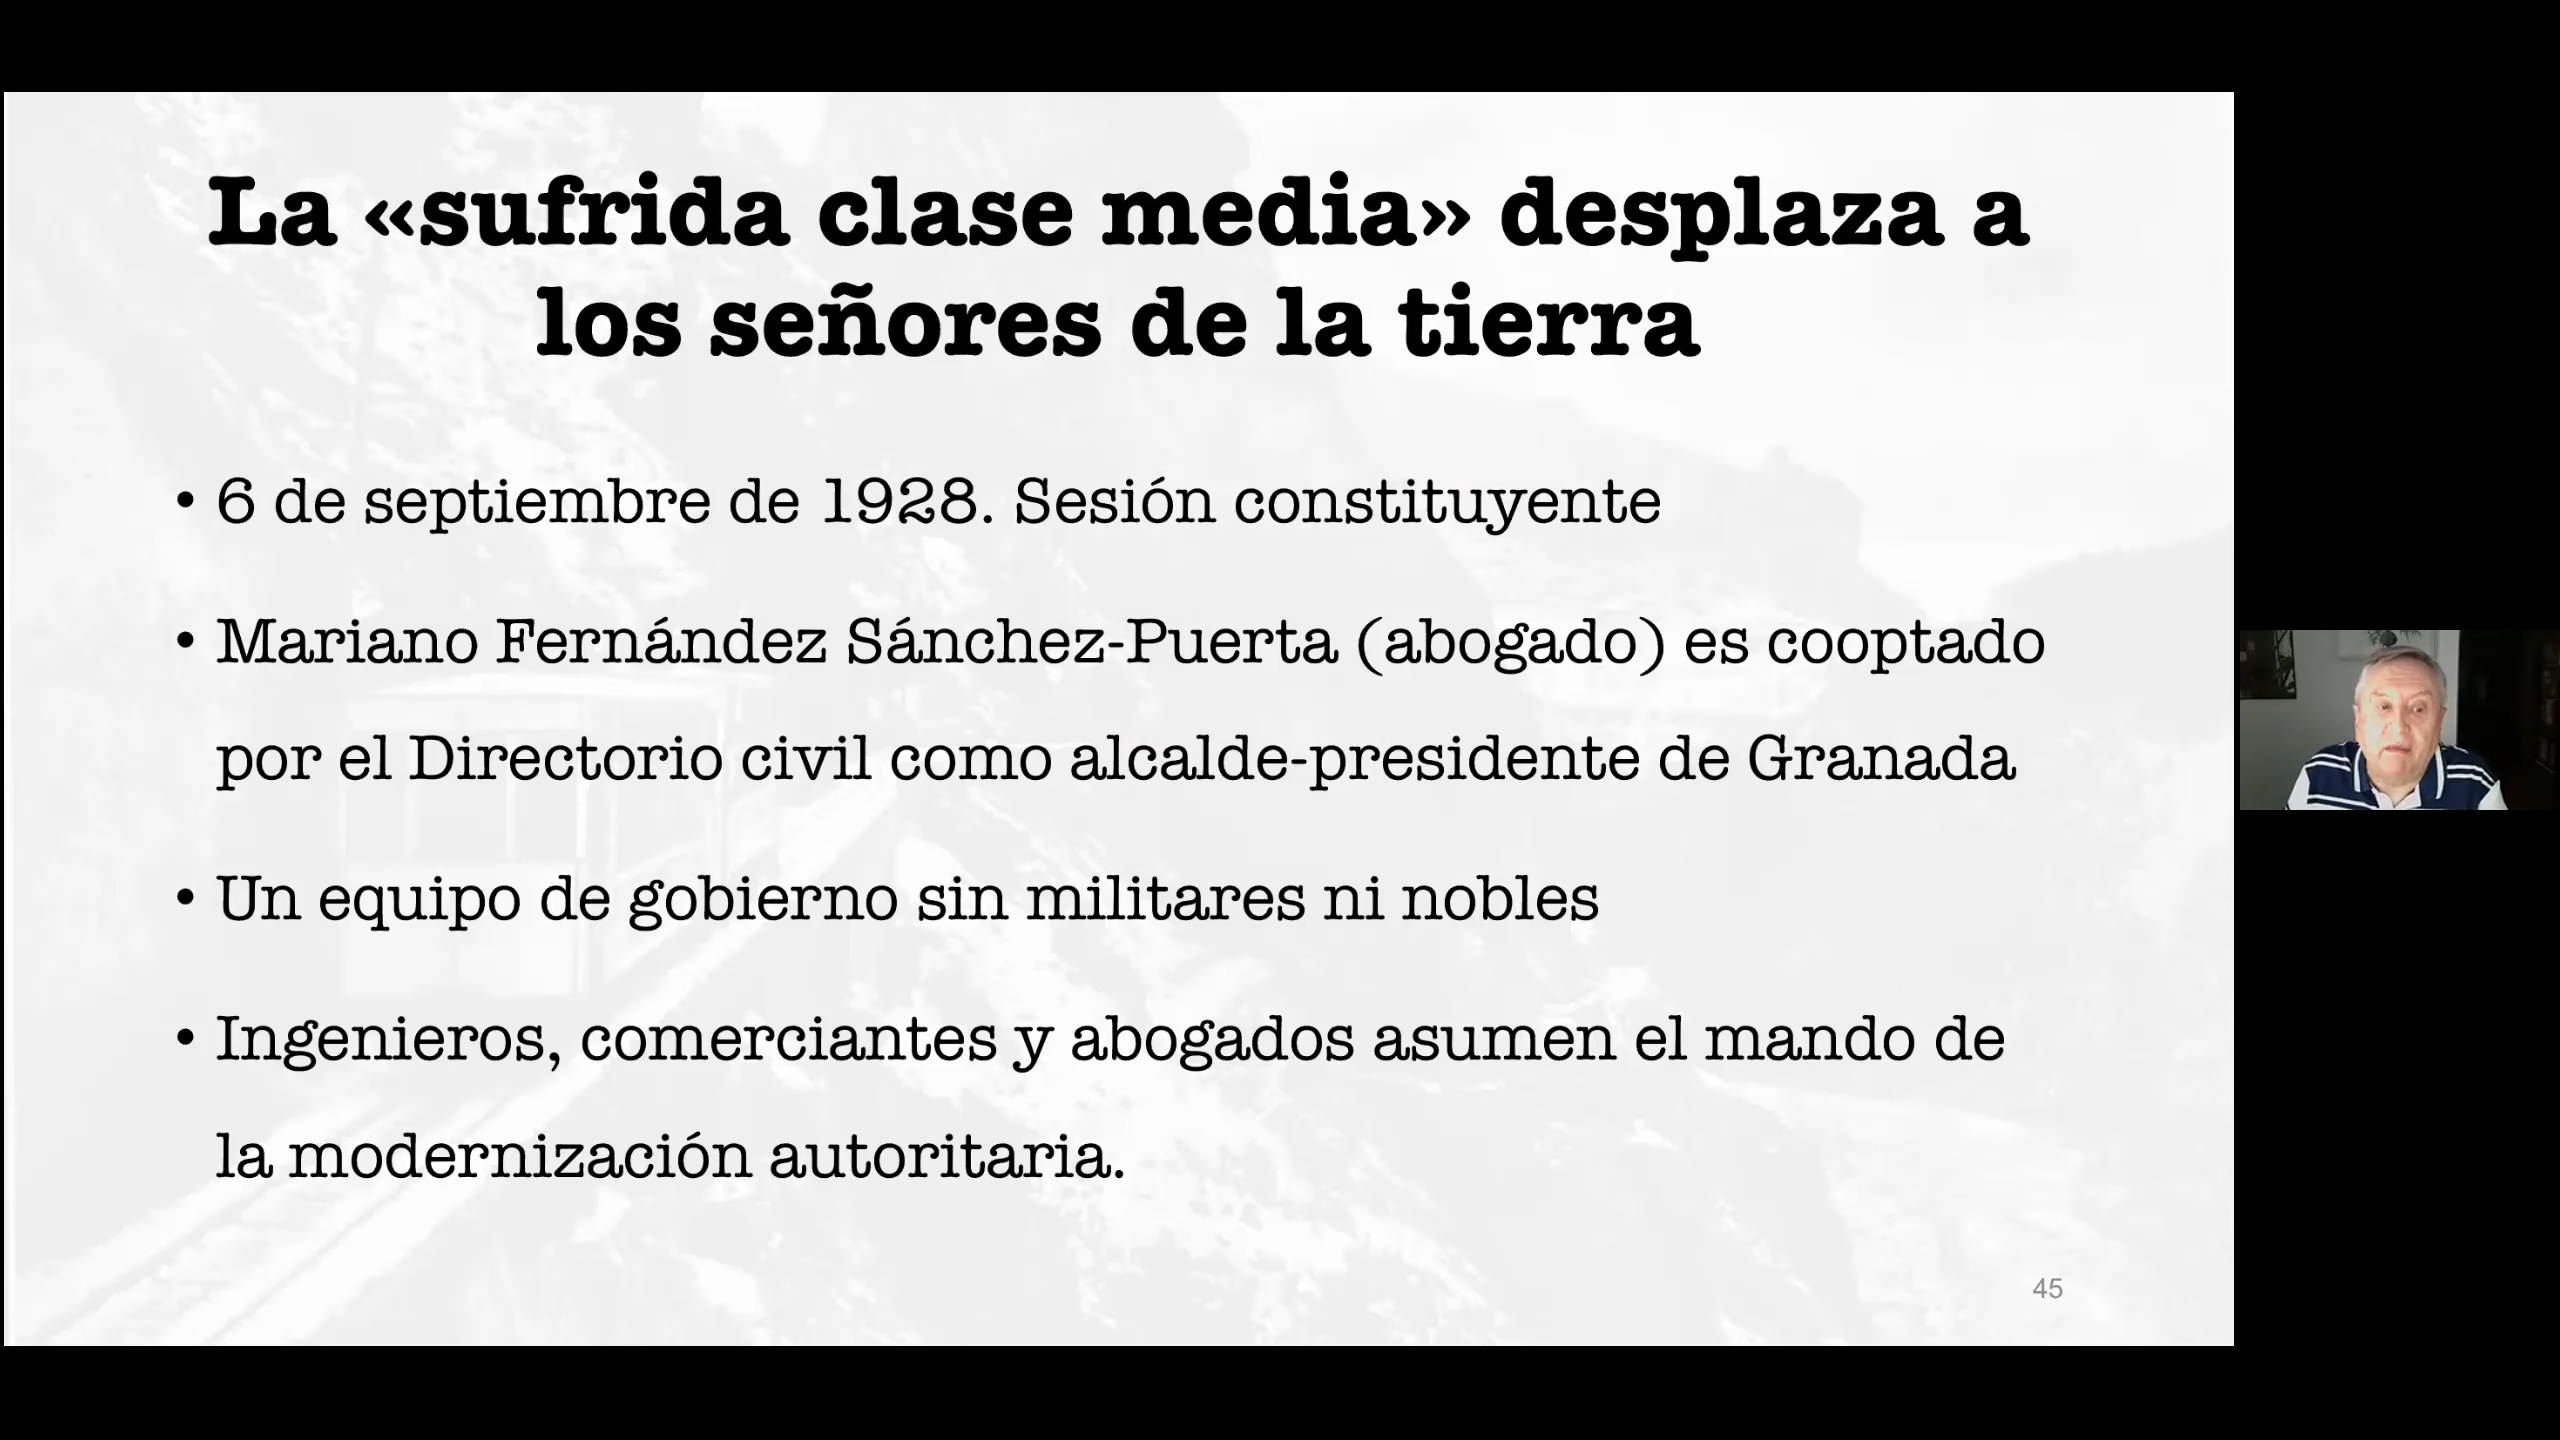 La «sufrida clase media» desplaza a
los señores de la tierra
• 6 de septiembre de 1928. Sesión constituyente
• Mariano Fernández Sánchez-Puerta (abogado) es cooptado
por el Directorio civil como alcalde-presidente de Granada
• Un equipo de gobierno sin militares ni nobles
• Ingenieros, comerciantes y abogados asumen el mando de
la modernización autoritaria.
45